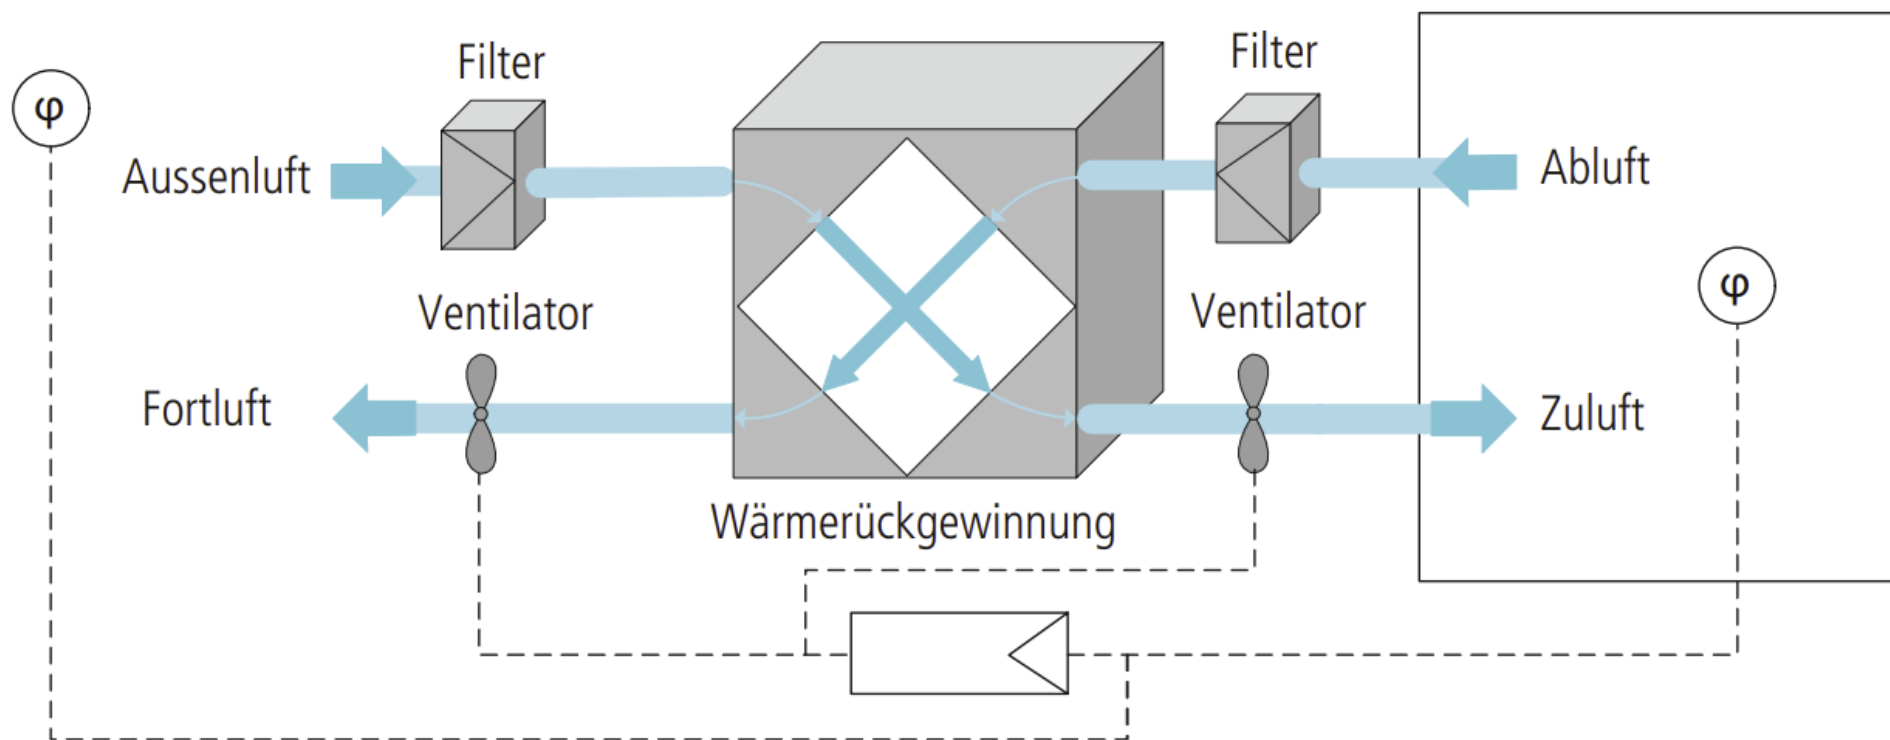 Filter
Filter
φ
Aussenluft
Abluft
φ
Ventilator
Ventilator
Fortluft
Zuluft
Wärmerückgewinnung